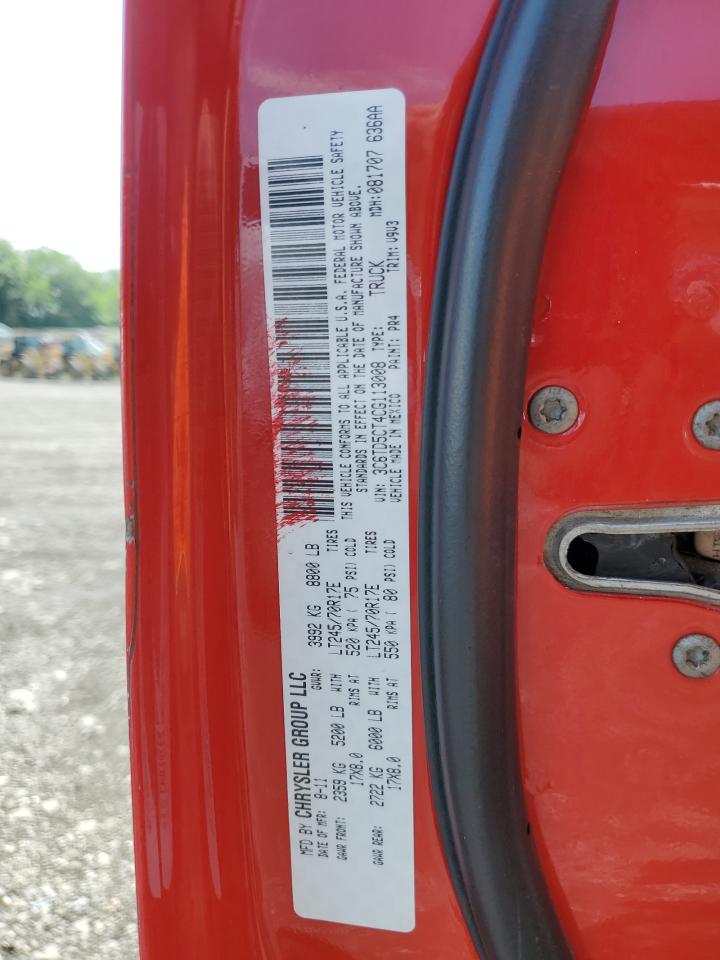 MFD BY CHRYSLER GROUP LLC
DATE OF MFR: 8-11 GVWR: 3992 KG 8800 LB
GAWR FRONT: 2359 KG 5200 LB WITH LT245/70R17E TIRES
17X8.0 RIMS AT 520 KPA ( 75 PSI) COLD
GAWR REAR: 2722 KG 6000 LB WITH LT245/70R17E TIRES
17X8.0 RIMS AT 550 KPA ( 80 PSI) COLD
THIS VEHICLE CONFORMS TO ALL APPLICABLE U.S.A. FEDERAL MOTOR VEHICLE SAFETY
STANDARDS IN EFFECT ON THE DATE OF MANUFACTURE SHOWN ABOVE.
VIN: 3C6TD5CT4CG113008 TYPE: TRUCK MDH:081707 636AA
VEHICLE MADE IN MEXICO PAINT: PR4 TRIM: V9V3